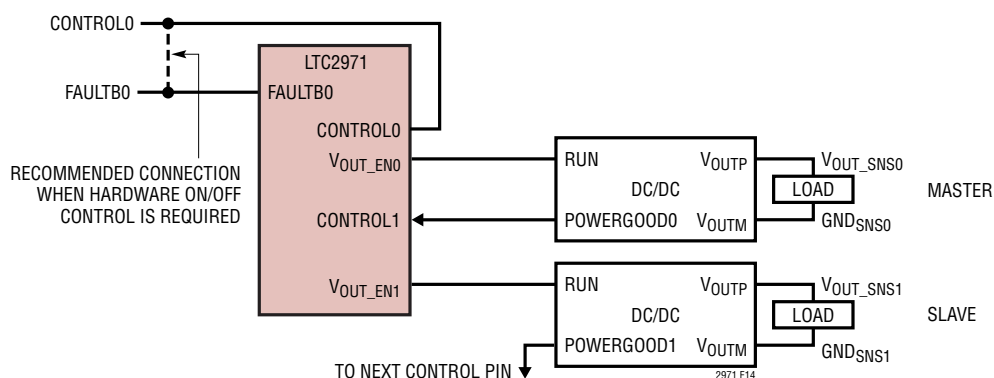 CONTROL0
FAULTB0
RECOMMENDED CONNECTION
WHEN HARDWARE ON/OFF
CONTROL IS REQUIRED
LTC2971
FAULTB0
CONTROL0
VOUT_EN0
CONTROL1
VOUT_EN1
RUN
VOUTP
DC/DC
POWERGOOD0
VOUTM
VOUT_SNS0
LOAD
GNDSNS0
MASTER
RUN
VOUTP
DC/DC
POWERGOOD1
VOUTM
VOUT_SNS1
LOAD
GNDSNS1
SLAVE
TO NEXT CONTROL PIN
2971 F14